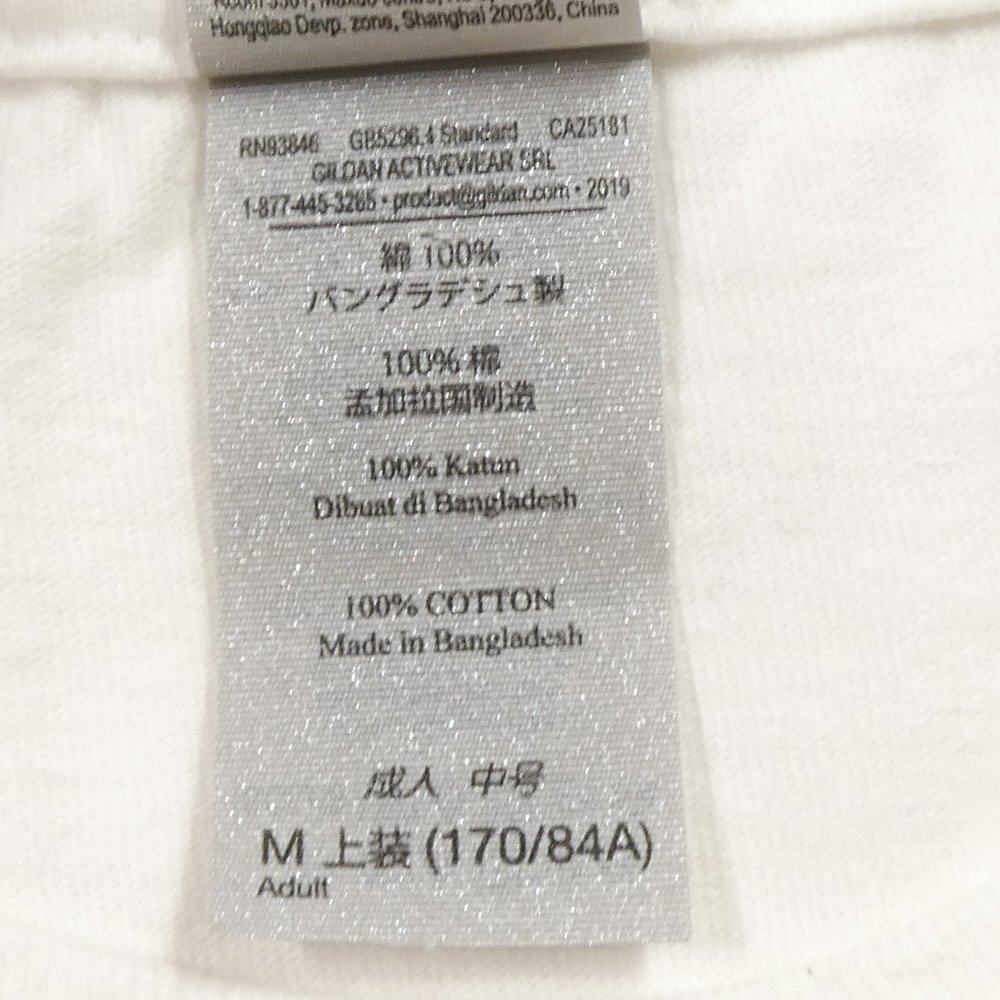 Hongqiao Devp. zone, Shanghai 200336, China
RN93846 GB5296.4 Standard CA25181
GILDAN ACTIVEWEAR SRL
1-877-445-3265 • product@gildan.com • 2019
綿 100%
バングラデシュ製
100% 棉
孟加拉国制造
100% Katun
Dibuat di Bangladesh
100% COTTON
Made in Bangladesh
成人 中号
M 上装 (170/84A)
Adult